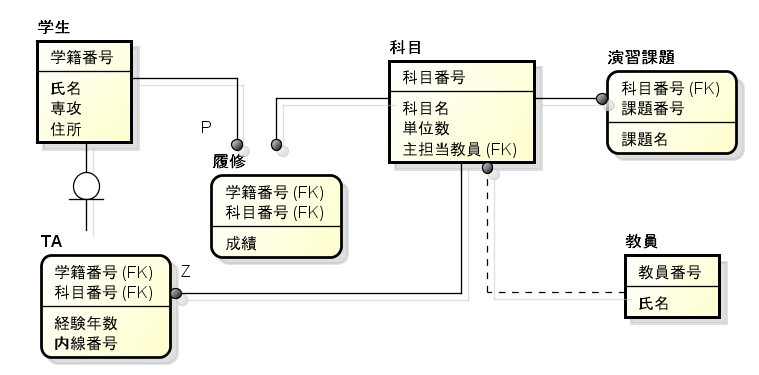 学生
学籍番号
氏名
専攻
住所
科目
科目番号
科目名
単位数
主担当教員 (FK)
演習課題
科目番号 (FK)
課題番号
課題名
P
履修
学籍番号 (FK)
科目番号 (FK)
成績
TA
学籍番号 (FK)
科目番号 (FK)
経験年数
内線番号
Z
教員
教員番号
氏名